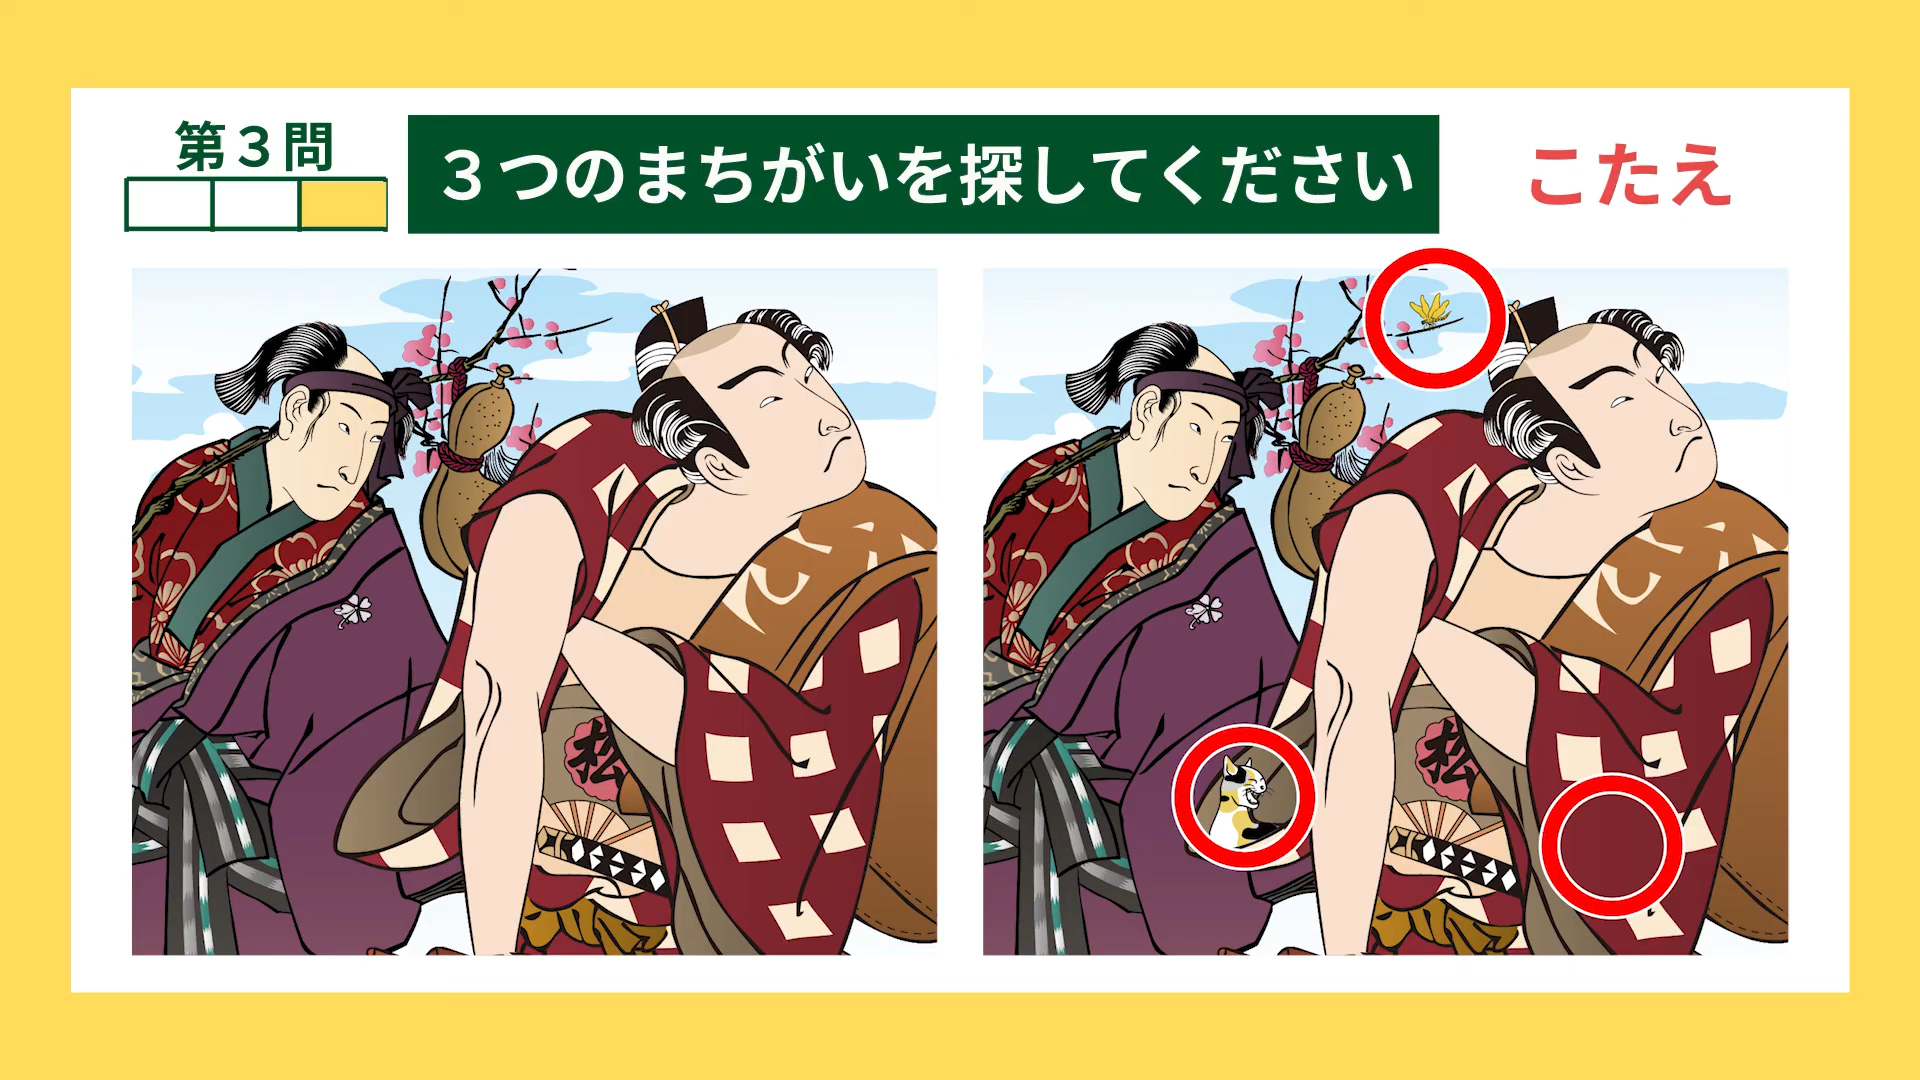 第３問
３つのまちがいを探してください
こたえ
松
松